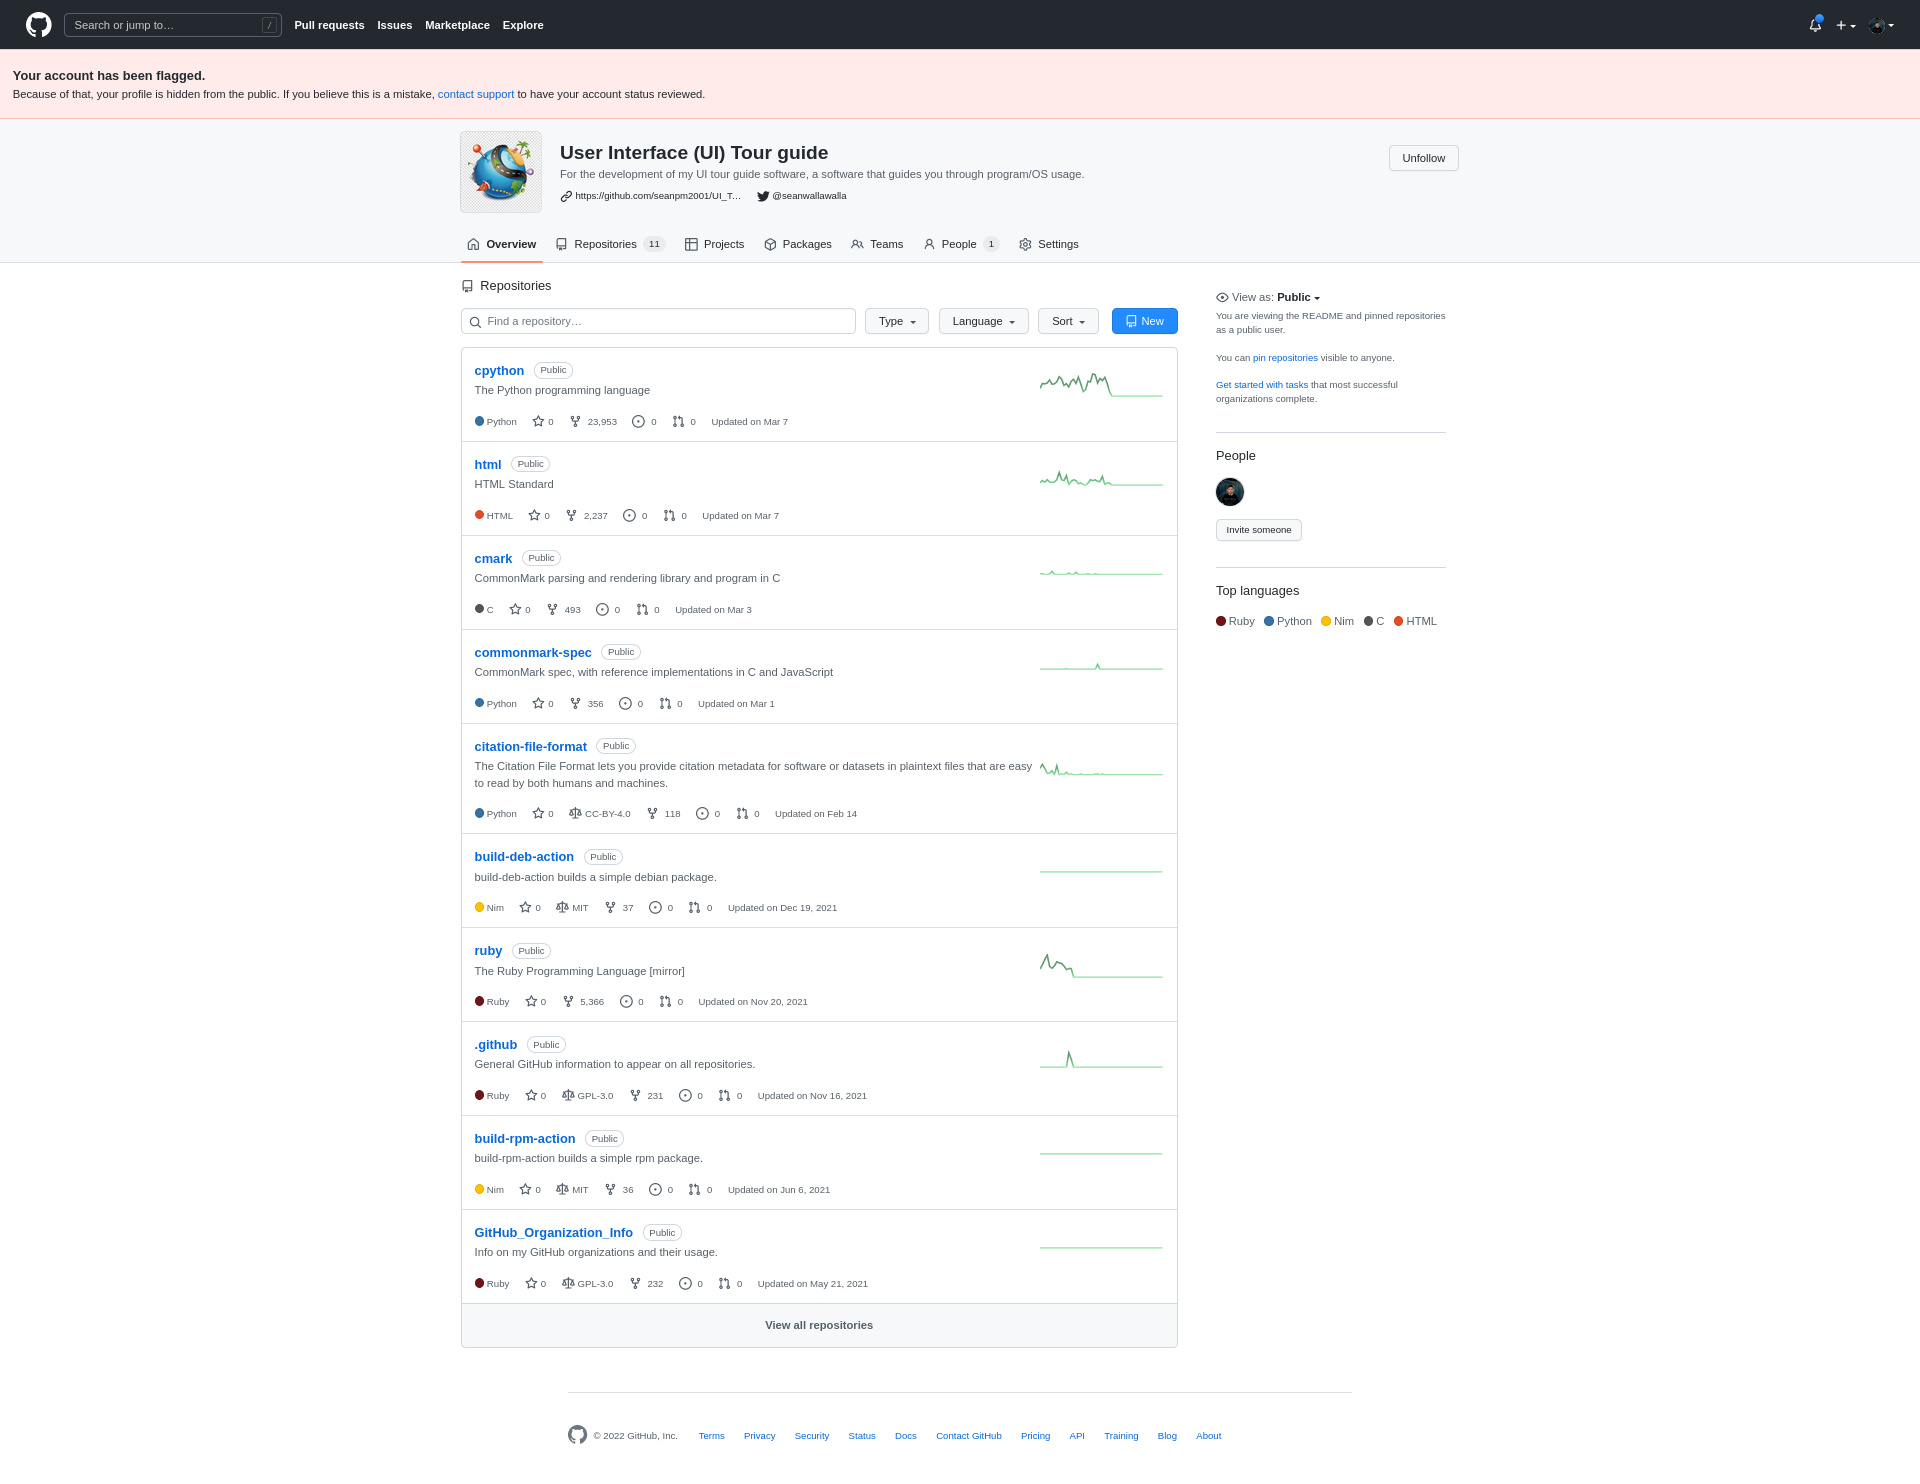 Search or jump to… /
Pull requests Issues Marketplace Explore
Your account has been flagged.
Because of that, your profile is hidden from the public. If you believe this is a mistake, contact support to have your account status reviewed.
User Interface (UI) Tour guide
For the development of my UI tour guide software, a software that guides you through program/OS usage.
https://github.com/seanpm2001/UI_T… @seanwallawalla
Unfollow
Overview Repositories 11 Projects Packages Teams People 1 Settings
Repositories
Find a repository… Type Language Sort New
cpython Public
The Python programming language
Python 0 23,953 0 0 Updated on Mar 7
html Public
HTML Standard
HTML 0 2,237 0 0 Updated on Mar 7
cmark Public
CommonMark parsing and rendering library and program in C
C 0 493 0 0 Updated on Mar 3
commonmark-spec Public
CommonMark spec, with reference implementations in C and JavaScript
Python 0 356 0 0 Updated on Mar 1
citation-file-format Public
The Citation File Format lets you provide citation metadata for software or datasets in plaintext files that are easy
to read by both humans and machines.
Python 0 CC-BY-4.0 118 0 0 Updated on Feb 14
build-deb-action Public
build-deb-action builds a simple debian package.
Nim 0 MIT 37 0 0 Updated on Dec 19, 2021
ruby Public
The Ruby Programming Language [mirror]
Ruby 0 5,366 0 0 Updated on Nov 20, 2021
.github Public
General GitHub information to appear on all repositories.
Ruby 0 GPL-3.0 231 0 0 Updated on Nov 16, 2021
build-rpm-action Public
build-rpm-action builds a simple rpm package.
Nim 0 MIT 36 0 0 Updated on Jun 6, 2021
GitHub_Organization_Info Public
Info on my GitHub organizations and their usage.
Ruby 0 GPL-3.0 232 0 0 Updated on May 21, 2021
View all repositories
View as: Public
You are viewing the README and pinned repositories
as a public user.
You can pin repositories visible to anyone.
Get started with tasks that most successful
organizations complete.
People
Invite someone
Top languages
Ruby Python Nim C HTML
© 2022 GitHub, Inc. Terms Privacy Security Status Docs Contact GitHub Pricing API Training Blog About